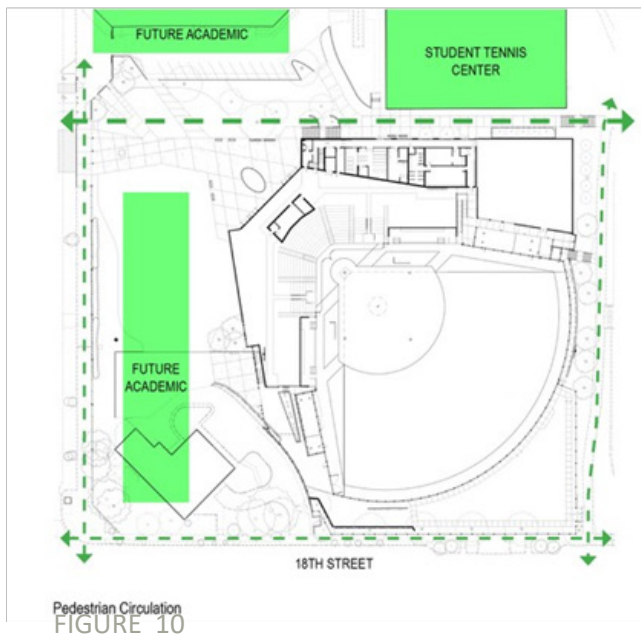 FUTURE ACADEMIC
STUDENT TENNIS
CENTER
FUTURE
ACADEMIC
18TH STREET
Pedestrian Circulation
FIGURE 10